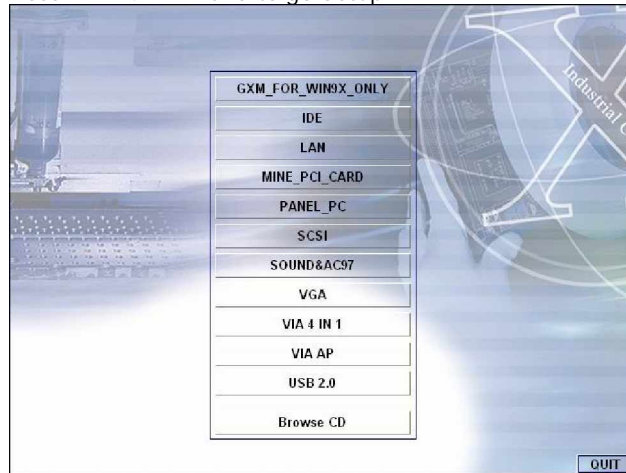 GXM_FOR_WIN9X_ONLY
IDE
LAN
MINE_PCI_CARD
PANEL_PC
SCSI
SOUND&AC97
VGA
VIA 4 IN 1
VIA AP
USB 2.0
Browse CD
Industrial
QUIT